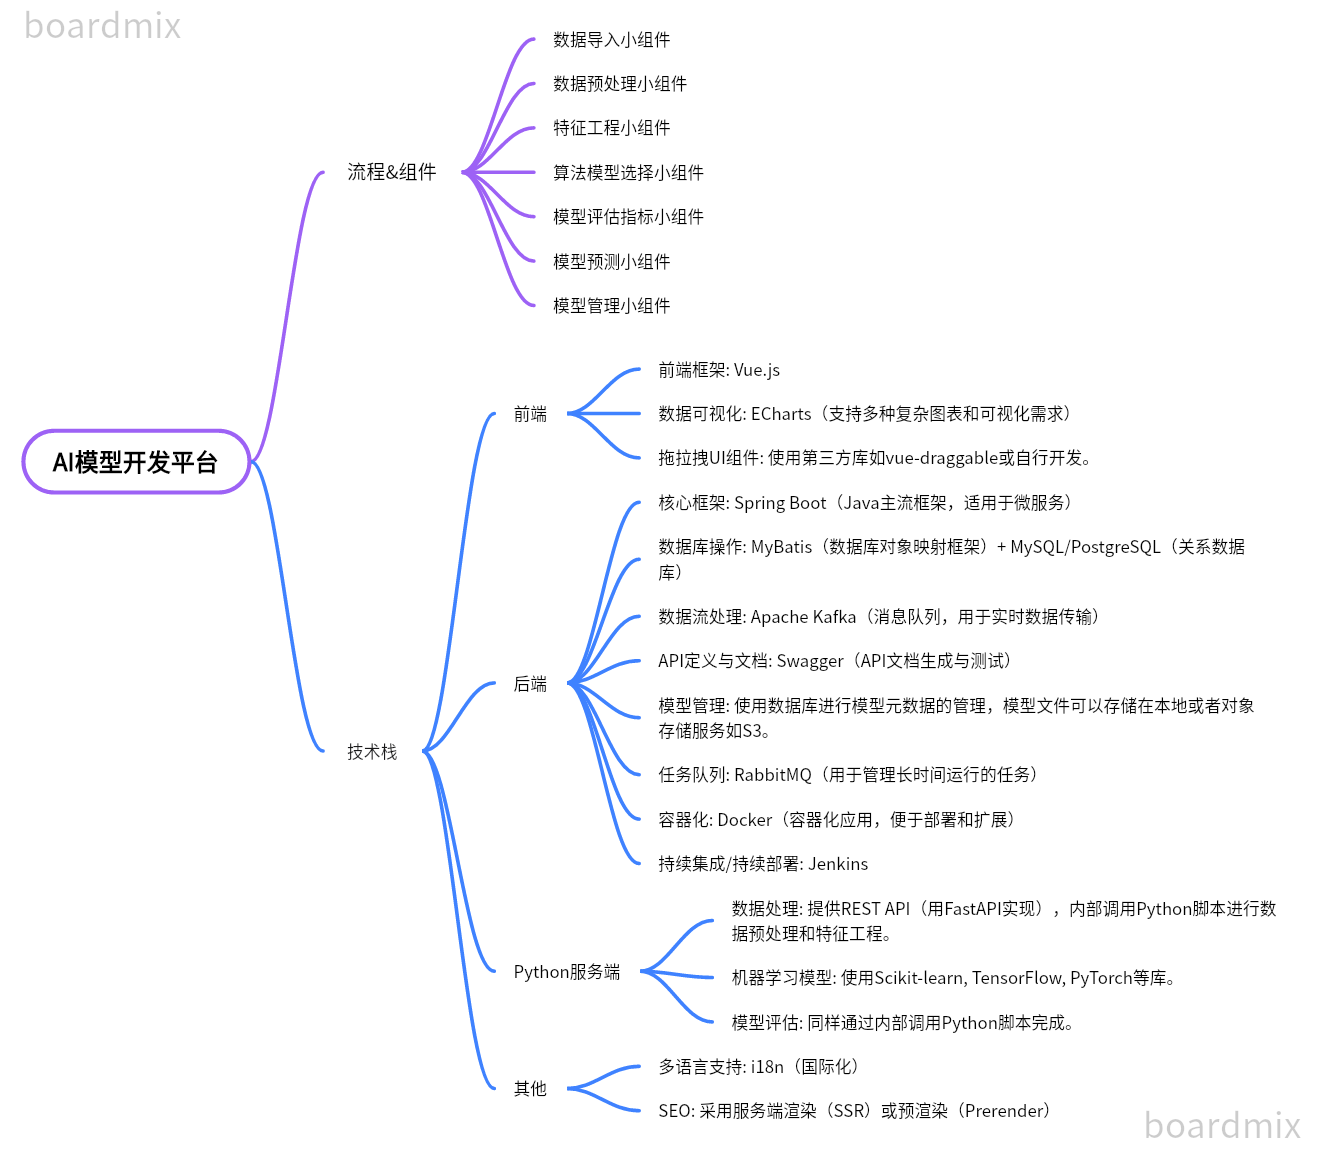 boardmix
数据导入小组件
数据预处理小组件
特征工程小组件
流程&组件
算法模型选择小组件
模型评估指标小组件
模型预测小组件
模型管理小组件
AI模型开发平台
前端框架: Vue.js
前端
数据可视化: ECharts（支持多种复杂图表和可视化需求）
拖拉拽UI组件: 使用第三方库如vue-draggable或自行开发。
核心框架: Spring Boot（Java主流框架，适用于微服务）
数据库操作: MyBatis（数据库对象映射框架）+ MySQL/PostgreSQL（关系数据
库）
数据流处理: Apache Kafka（消息队列，用于实时数据传输）
API定义与文档: Swagger（API文档生成与测试）
后端
模型管理: 使用数据库进行模型元数据的管理，模型文件可以存储在本地或者对象
存储服务如S3。
技术栈
任务队列: RabbitMQ（用于管理长时间运行的任务）
容器化: Docker（容器化应用，便于部署和扩展）
持续集成/持续部署: Jenkins
数据处理: 提供REST API（用FastAPI实现），内部调用Python脚本进行数
据预处理和特征工程。
Python服务端
机器学习模型: 使用Scikit-learn, TensorFlow, PyTorch等库。
模型评估: 同样通过内部调用Python脚本完成。
多语言支持: i18n（国际化）
其他
SEO: 采用服务端渲染（SSR）或预渲染（Prerender）
boardmix